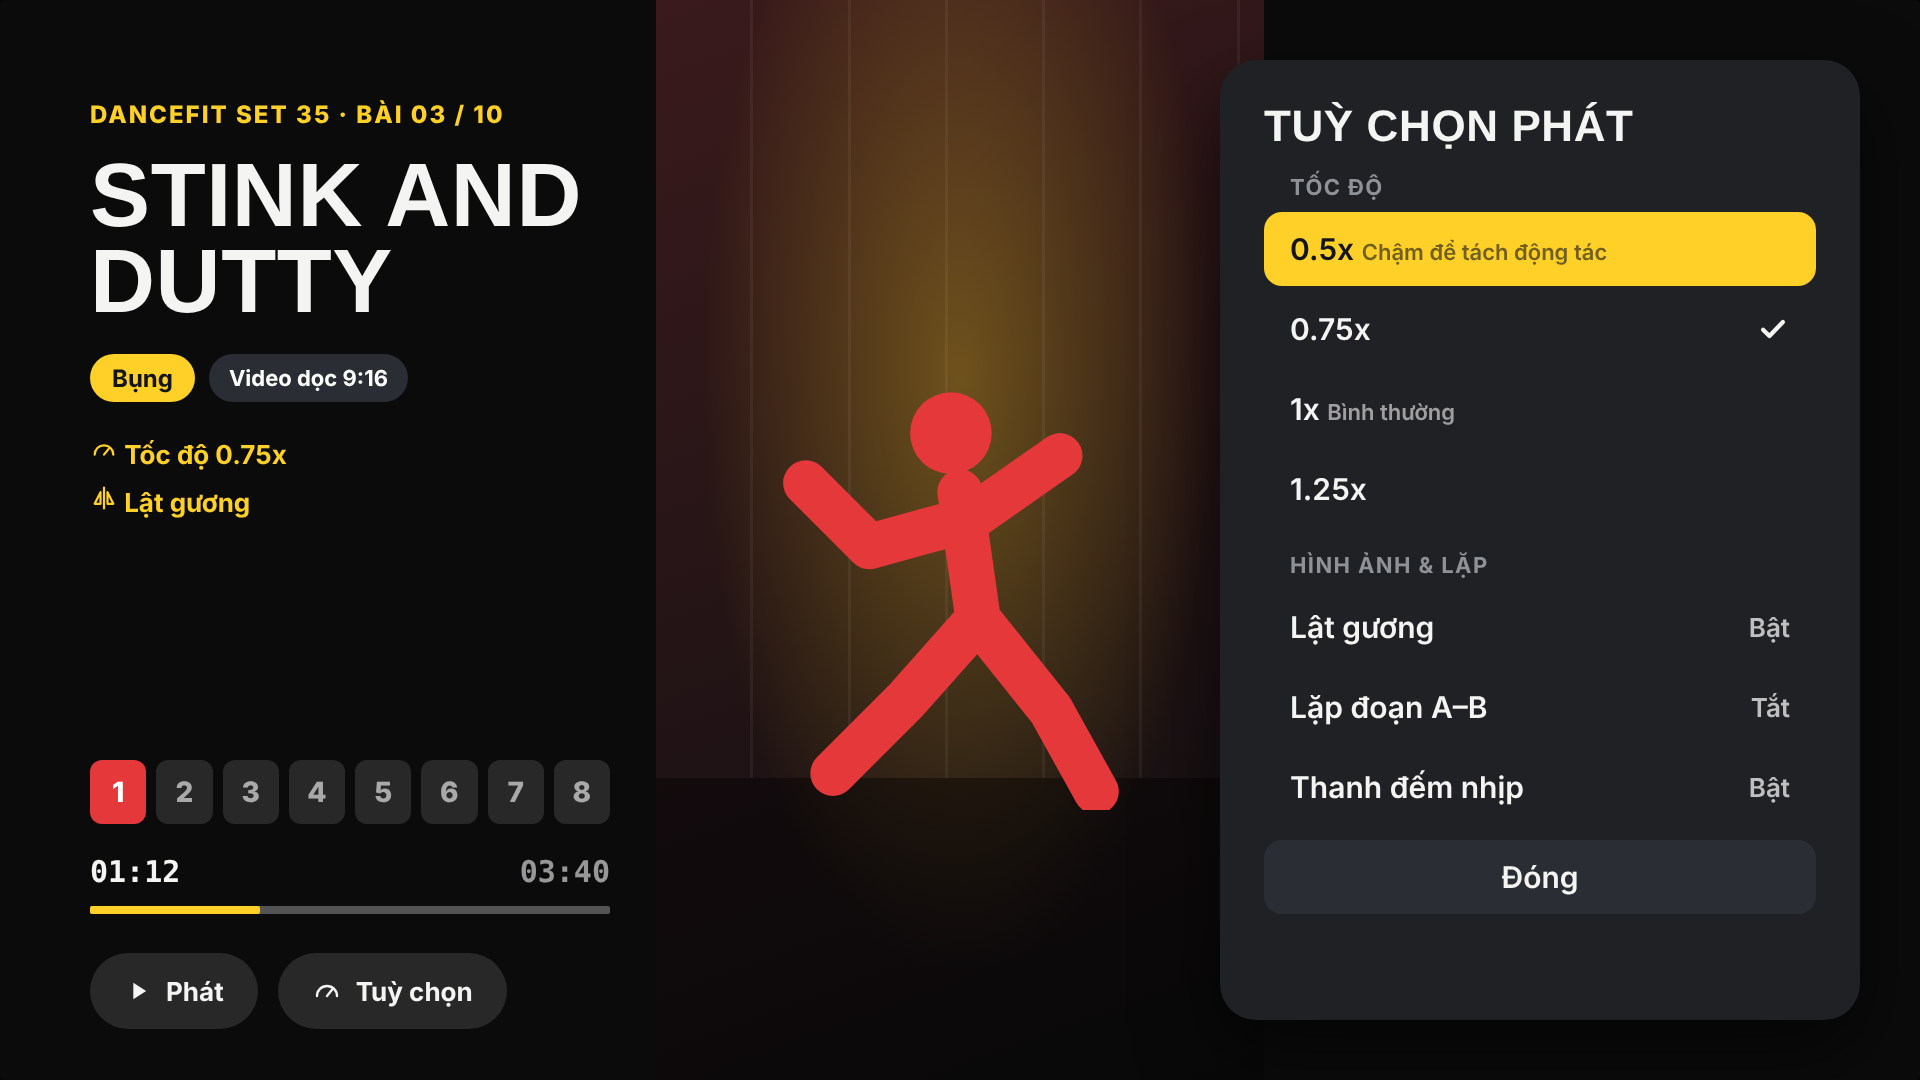 DANCEFIT SET 35 · BÀI 03 / 10
STINK AND
DUTTY
Bụng
Video dọc 9:16
Tốc độ 0.75x
Lật gương
1 2 3 4 5 6 7 8
01:12
03:40
Phát
Tuỳ chọn
TUỲ CHỌN PHÁT
TỐC ĐỘ
0.5x Chậm để tách động tác
0.75x
1x Bình thường
1.25x
HÌNH ẢNH & LẶP
Lật gương Bật
Lặp đoạn A–B Tắt
Thanh đếm nhịp Bật
Đóng